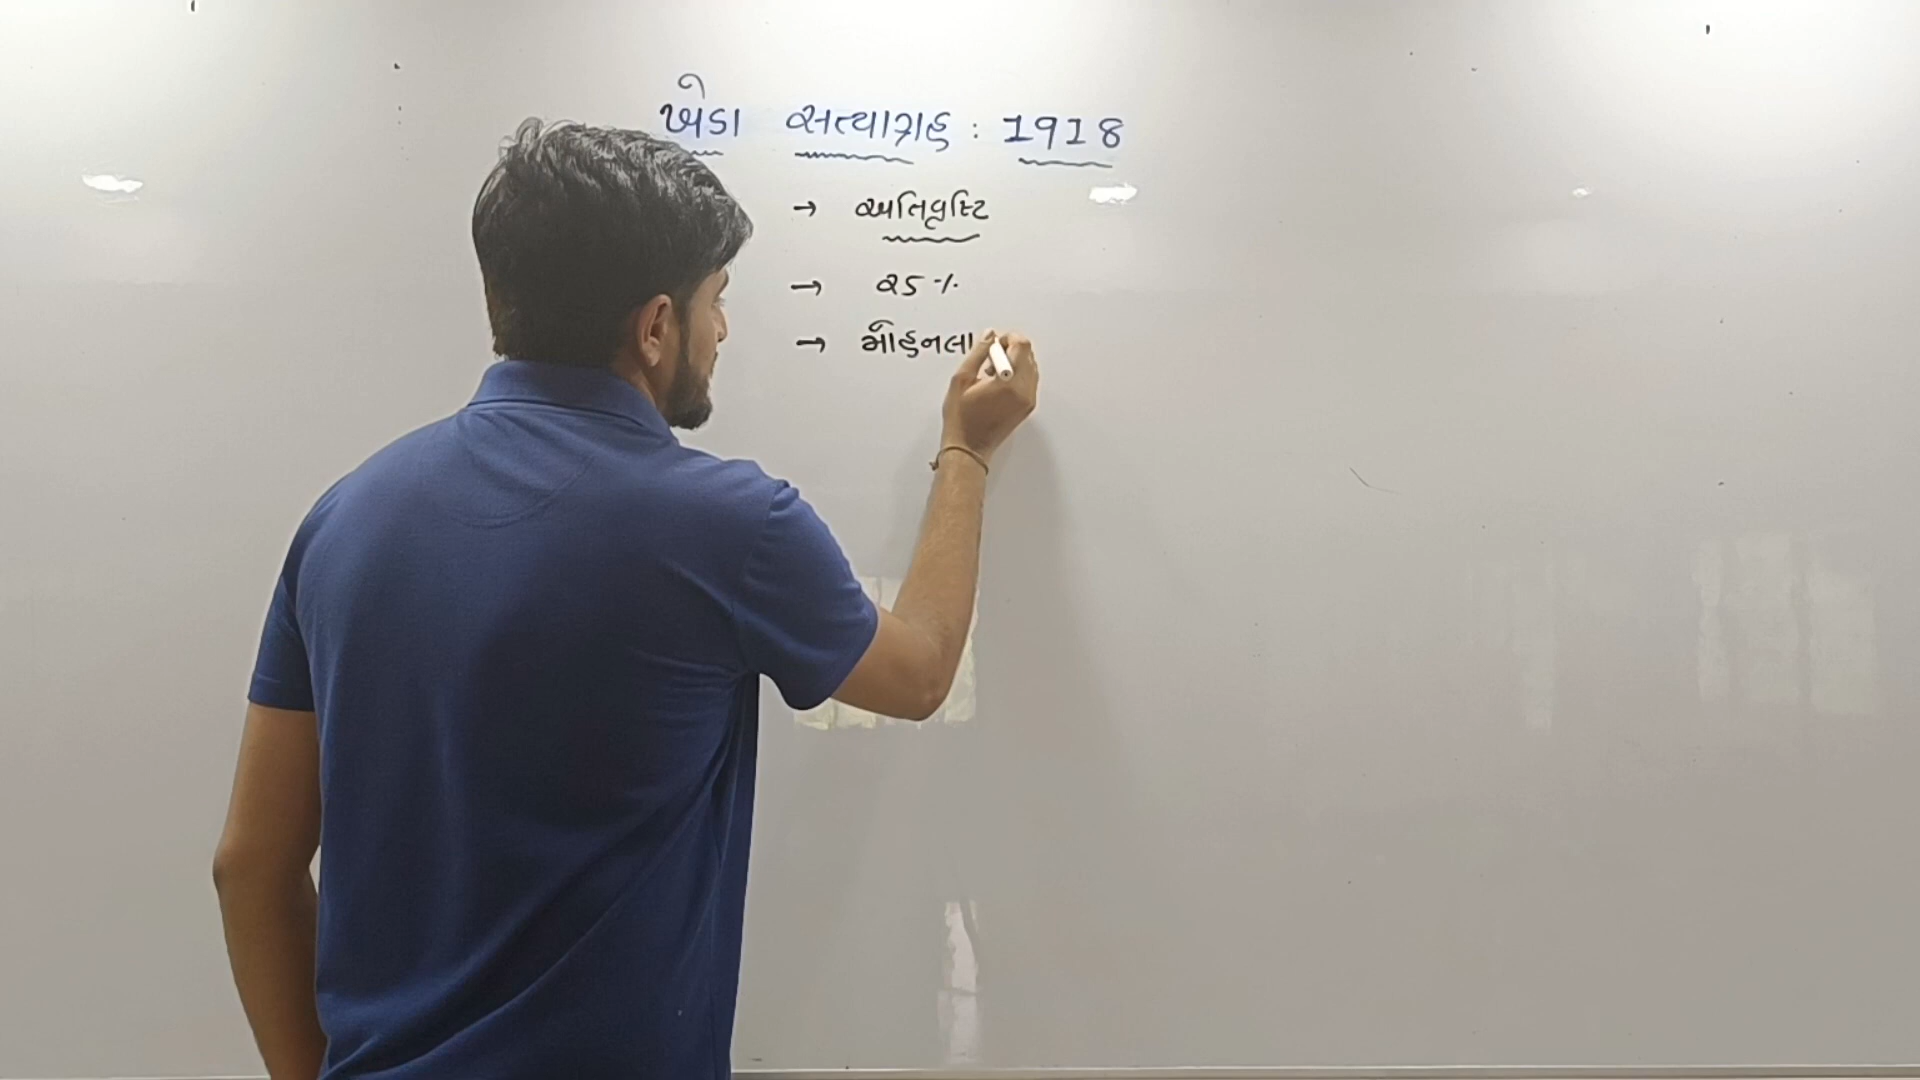 ખેડા સત્યાગ્રહ : 1918
→ અતિવૃષ્ટિ
→ 25 %
→ મોહનલા